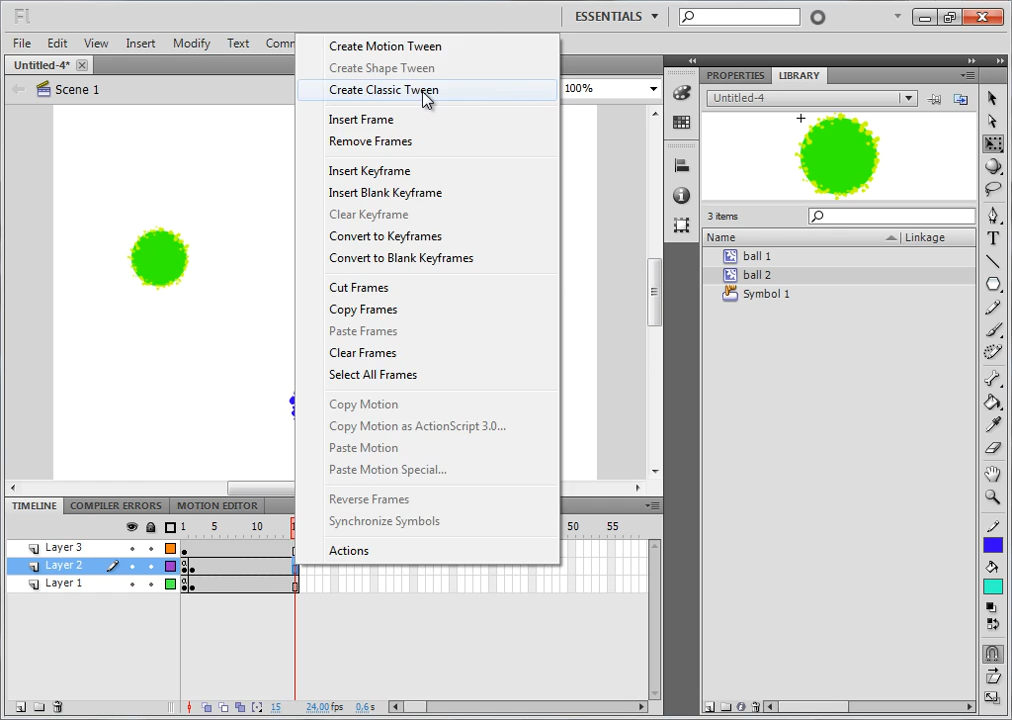 Fl
ESSENTIALS
File Edit View Insert Modify Text Comm
Untitled-4*
Scene 1
100%
Create Motion Tween
Create Shape Tween
Create Classic Tween
Insert Frame
Remove Frames
Insert Keyframe
Insert Blank Keyframe
Clear Keyframe
Convert to Keyframes
Convert to Blank Keyframes
Cut Frames
Copy Frames
Paste Frames
Clear Frames
Select All Frames
Copy Motion
Copy Motion as ActionScript 3.0...
Paste Motion
Paste Motion Special...
Reverse Frames
Synchronize Symbols
Actions
PROPERTIES LIBRARY
Untitled-4
3 items
Name Linkage
ball 1
ball 2
Symbol 1
TIMELINE COMPILER ERRORS MOTION EDITOR
1 5 10 50 55
Layer 3
Layer 2
Layer 1
15 24.00 fps 0.6 s